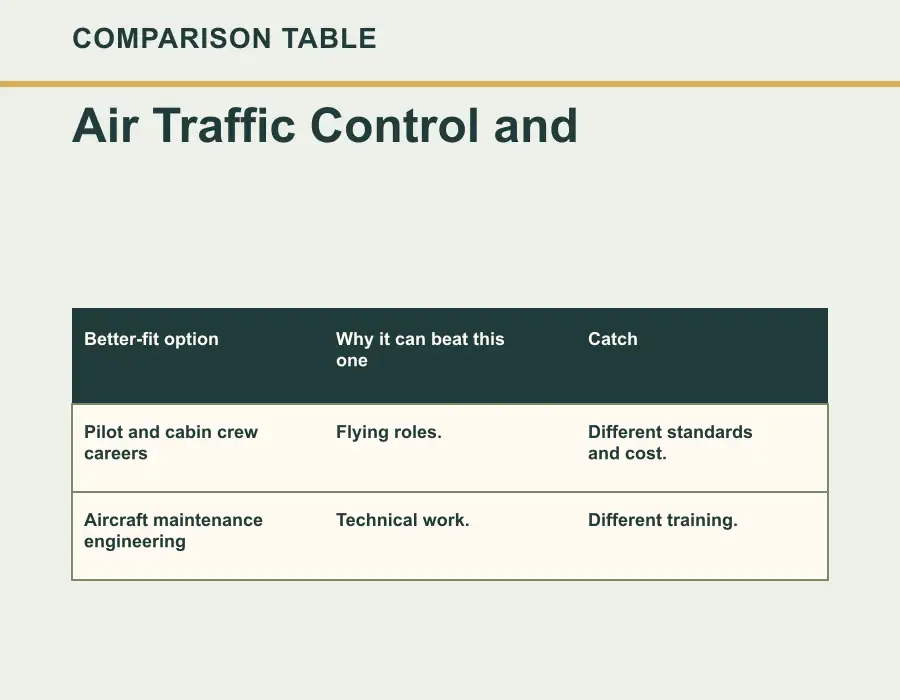 COMPARISON TABLE
Air Traffic Control and
Better-fit option
Why it can beat this
one
Catch
Pilot and cabin crew
careers
Flying roles.
Different standards
and cost.
Aircraft maintenance
engineering
Technical work.
Different training.